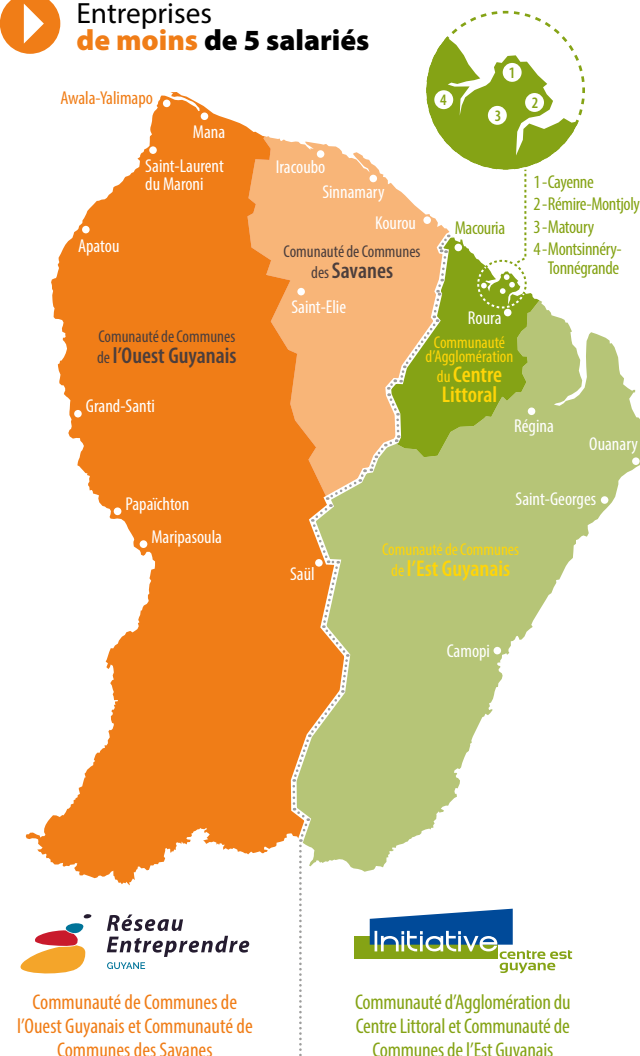 Entreprises
de moins de 5 salariés
1
2
3
4
1-Cayenne
2-Rémire-Montjoly
3-Matoury
4-Montsinnéry-
Tonnégrande
Awala-Yalimapo
Mana
Saint-Laurent
du Maroni
Iracoubo
Sinnamary
Kourou
Macouria
Apatou
Comunauté de Communes
des Savanes
Saint-Elie
Roura
Comunauté de Communes
de l'Ouest Guyanais
Communauté
d'Agglomération
du Centre
Littoral
Grand-Santi
Régina
Ouanary
Papaïchton
Saint-Georges
Maripasoula
Saül
Comunauté de Communes
de l'Est Guyanais
Camopi
Réseau
Entreprendre
GUYANE
Initiative
centre est
guyane
Communauté de Communes de
l'Ouest Guyanais et Communauté de
Communes des Savanes
Communauté d'Agglomération du
Centre Littoral et Communauté de
Communes de l'Est Guyanais